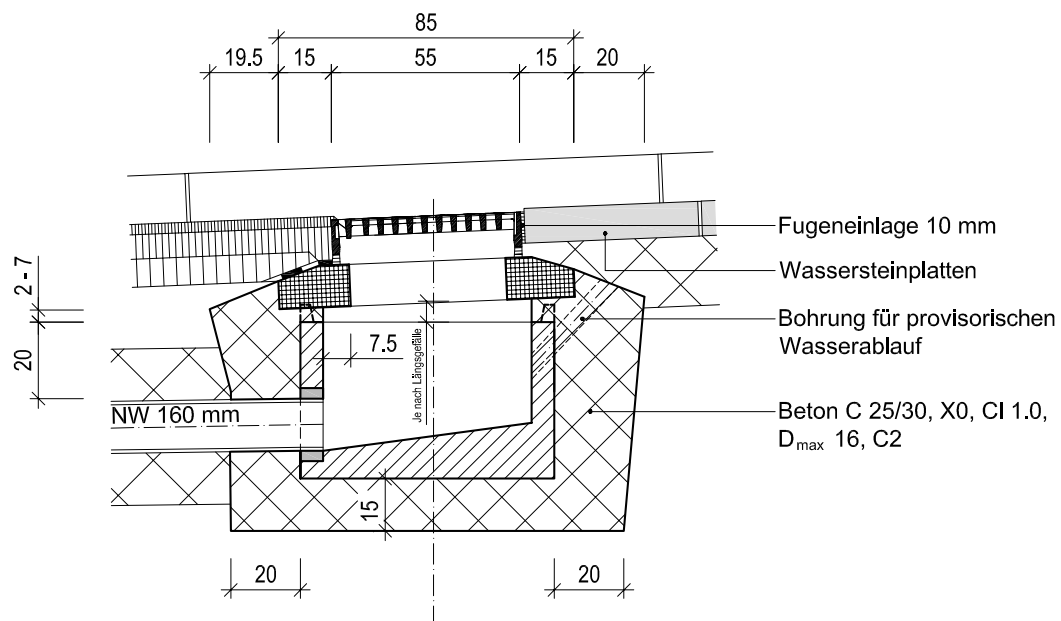 85
19.5 15 55 15 20
Fugeneinlage 10 mm
Wassersteinplatten
2 - 7
Bohrung für provisorischen
Wasserablauf
7.5
Je nach Längsgefälle
20
NW 160 mm
Beton C 25/30, X0, Cl 1.0,
Dmax 16, C2
15
20 20